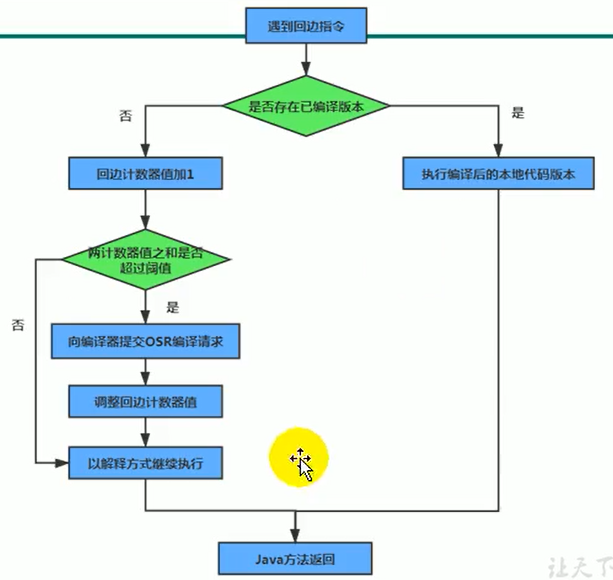 遇到回边指令
是否存在已编译版本
否
是
回边计数器值加1
执行编译后的本地代码版本
两计数器值之和是否
超过阈值
是
否
向编译器提交OSR编译请求
调整回边计数器值
以解释方式继续执行
Java方法返回
让天下